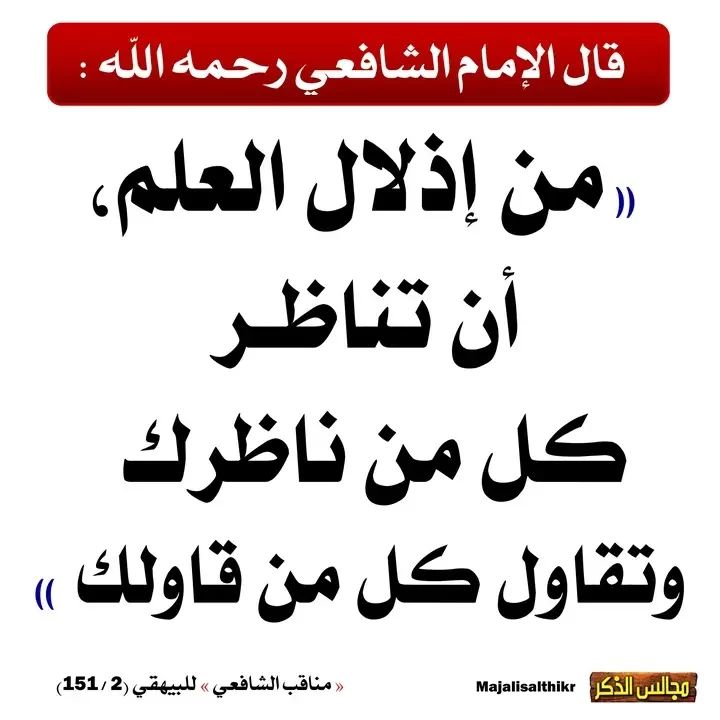 قال الإمام الشافعي رحمه الله :
(( من إذلال العلم،
أن تناظر
كل من ناظرك
وتقاول كل من قاولك ))
« مناقب الشافعي » للبيهقي (2 / 151)
Majalisalthikr
مجالس الذكر